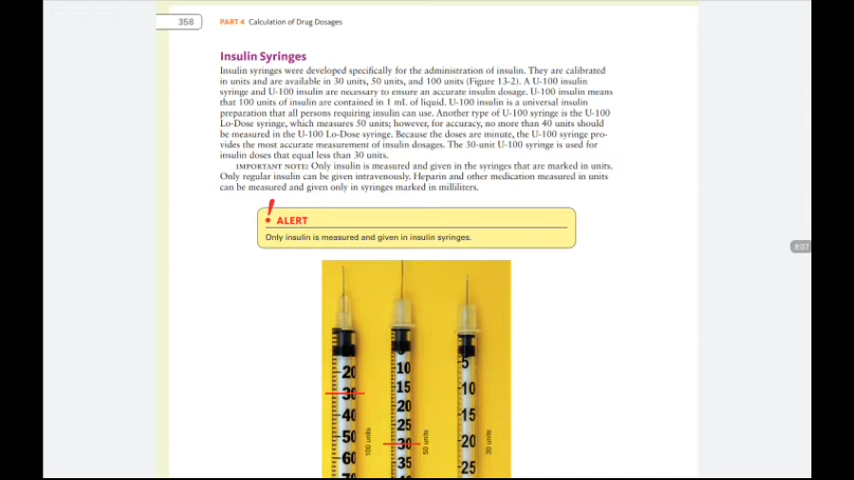 358
PART 4 Calculation of Drug Dosages
Insulin Syringes
Insulin syringes were developed specifically for the administration of insulin. They are calibrated
in units and are available in 30 units, 50 units, and 100 units (Figure 13-2). A U-100 insulin
syringe and U-100 insulin are necessary to ensure an accurate insulin dosage. U-100 insulin means
that 100 units of insulin are contained in 1 mL of liquid. U-100 insulin is a universal insulin
preparation that all persons requiring insulin can use. Another type of U-100 syringe is the U-100
Lo-Dose syringe, which measures 50 units; however, for accuracy, no more than 40 units should
be measured in the U-100 Lo-Dose syringe. Because the doses are minute, the U-100 syringe pro-
vides the most accurate measurement of insulin dosages. The 30-unit U-100 syringe is used for
insulin doses that equal less than 30 units.
IMPORTANT NOTE: Only insulin is measured and given in the syringes that are marked in units.
Only regular insulin can be given intravenously. Heparin and other medication measured in units
can be measured and given only in syringes marked in milliliters.
! ALERT
Only insulin is measured and given in insulin syringes.
20
30
40
50
60
100 units
10
15
20
25
30
35
50 units
5
10
15
20
25
30 units
8:07